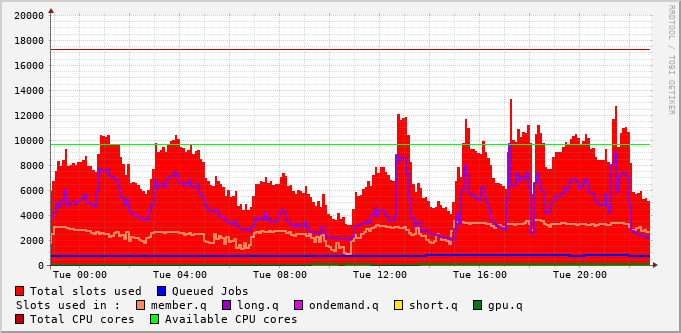 RRDTOOL / TOBI OETIKER
20000
18000
16000
14000
12000
10000
8000
6000
4000
2000
0
Tue 00:00 Tue 04:00 Tue 08:00 Tue 12:00 Tue 16:00 Tue 20:00
Total slots used Queued Jobs
Slots used in : member.q long.q ondemand.q short.q gpu.q
Total CPU cores Available CPU cores